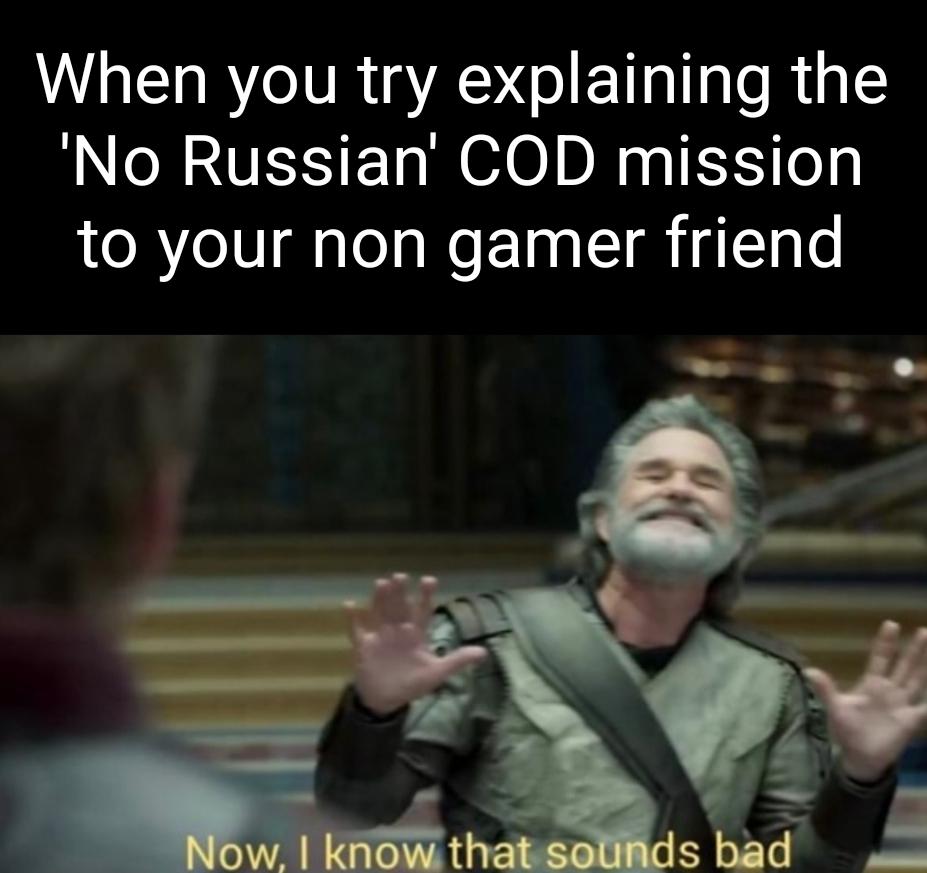 When you try explaining the
'No Russian' COD mission
to your non gamer friend
Now, I know that sounds bad